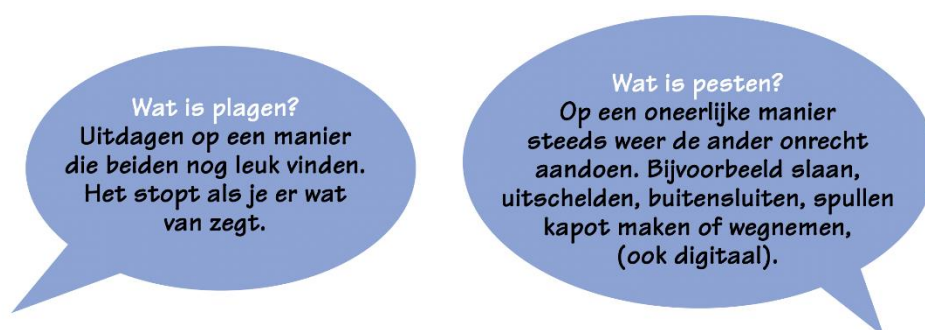 Wat is plagen?
Uitdagen op een manier
die beiden nog leuk vinden.
Het stopt als je er wat
van zegt.
Wat is pesten?
Op een oneerlijke manier
steeds weer de ander onrecht
aandoen. Bijvoorbeeld slaan,
uitschelden, buitensluiten, spullen
kapot maken of wegnemen,
(ook digitaal).